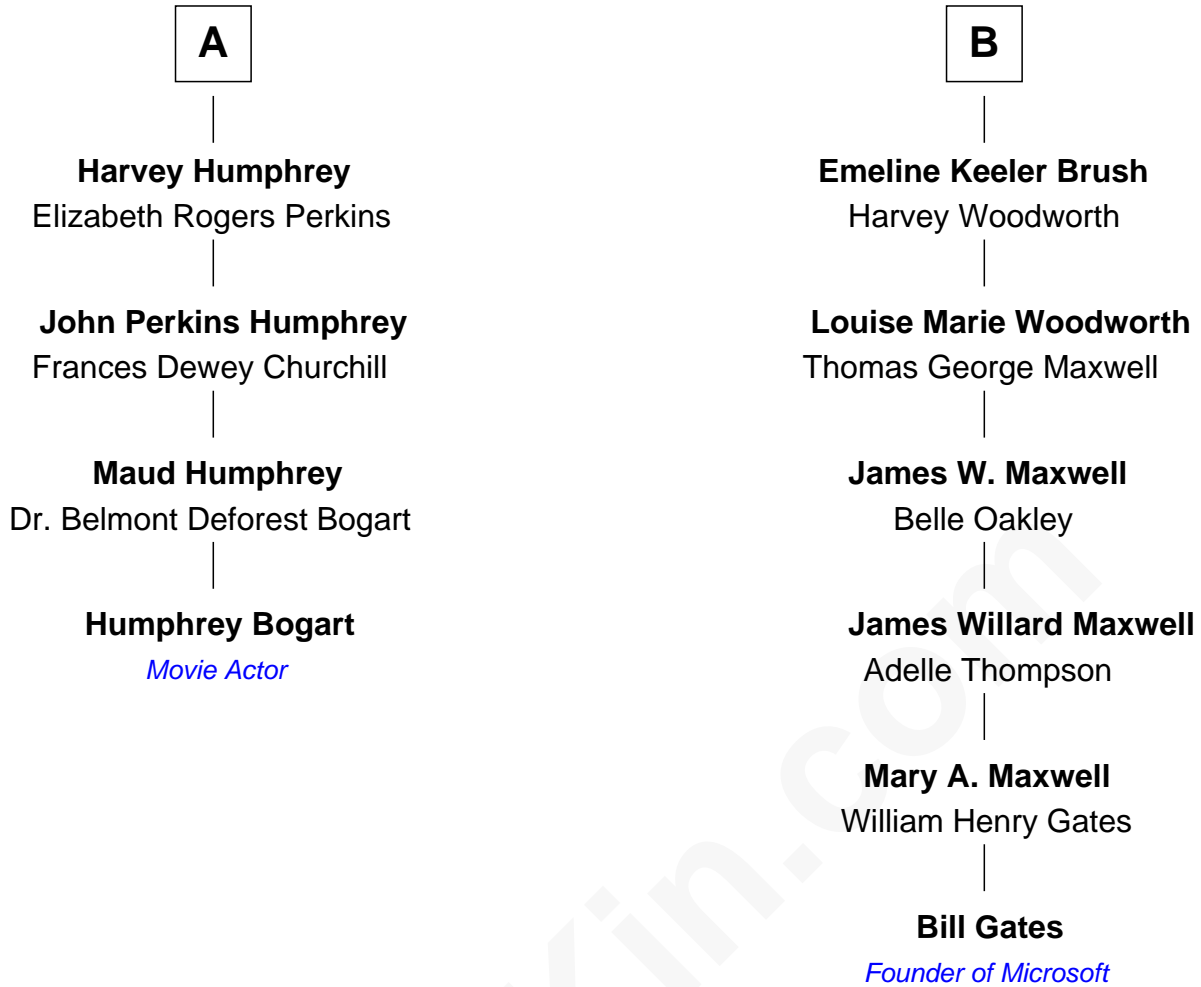 A
Harvey Humphrey
Elizabeth Rogers Perkins
John Perkins Humphrey
Frances Dewey Churchill
Maud Humphrey
Dr. Belmont Deforest Bogart
Humphrey Bogart
Movie Actor
B
Emeline Keeler Brush
Harvey Woodworth
Louise Marie Woodworth
Thomas George Maxwell
James W. Maxwell
Belle Oakley
James Willard Maxwell
Adelle Thompson
Mary A. Maxwell
William Henry Gates
Bill Gates
Founder of Microsoft
Kin.com